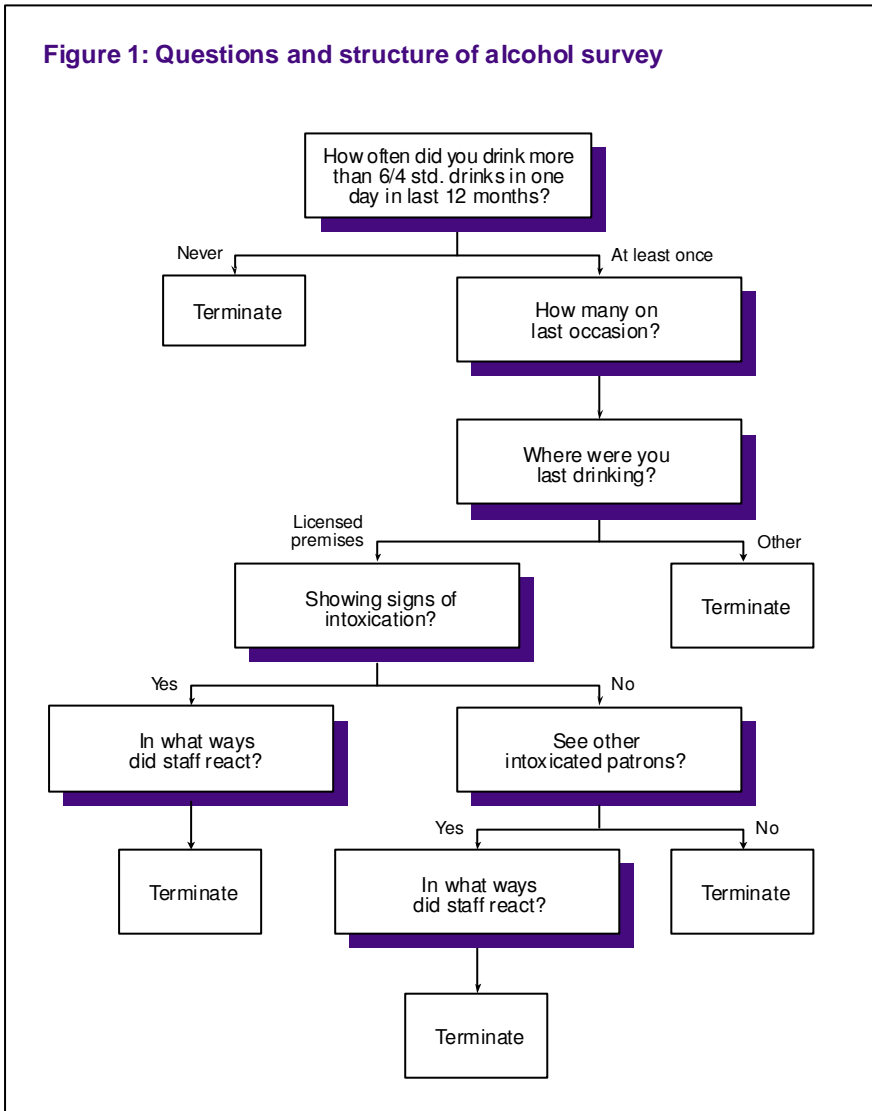 Figure 1: Questions and structure of alcohol survey
How often did you drink more
than 6/4 std. drinks in one
day in last 12 months?
Never
At least once
Terminate
How many on
last occasion?
Where were you
last drinking?
Licensed
premises
Other
Showing signs of
intoxication?
Terminate
Yes
No
In what ways
did staff react?
See other
intoxicated patrons?
Yes
No
Terminate
In what ways
did staff react?
Terminate
Terminate